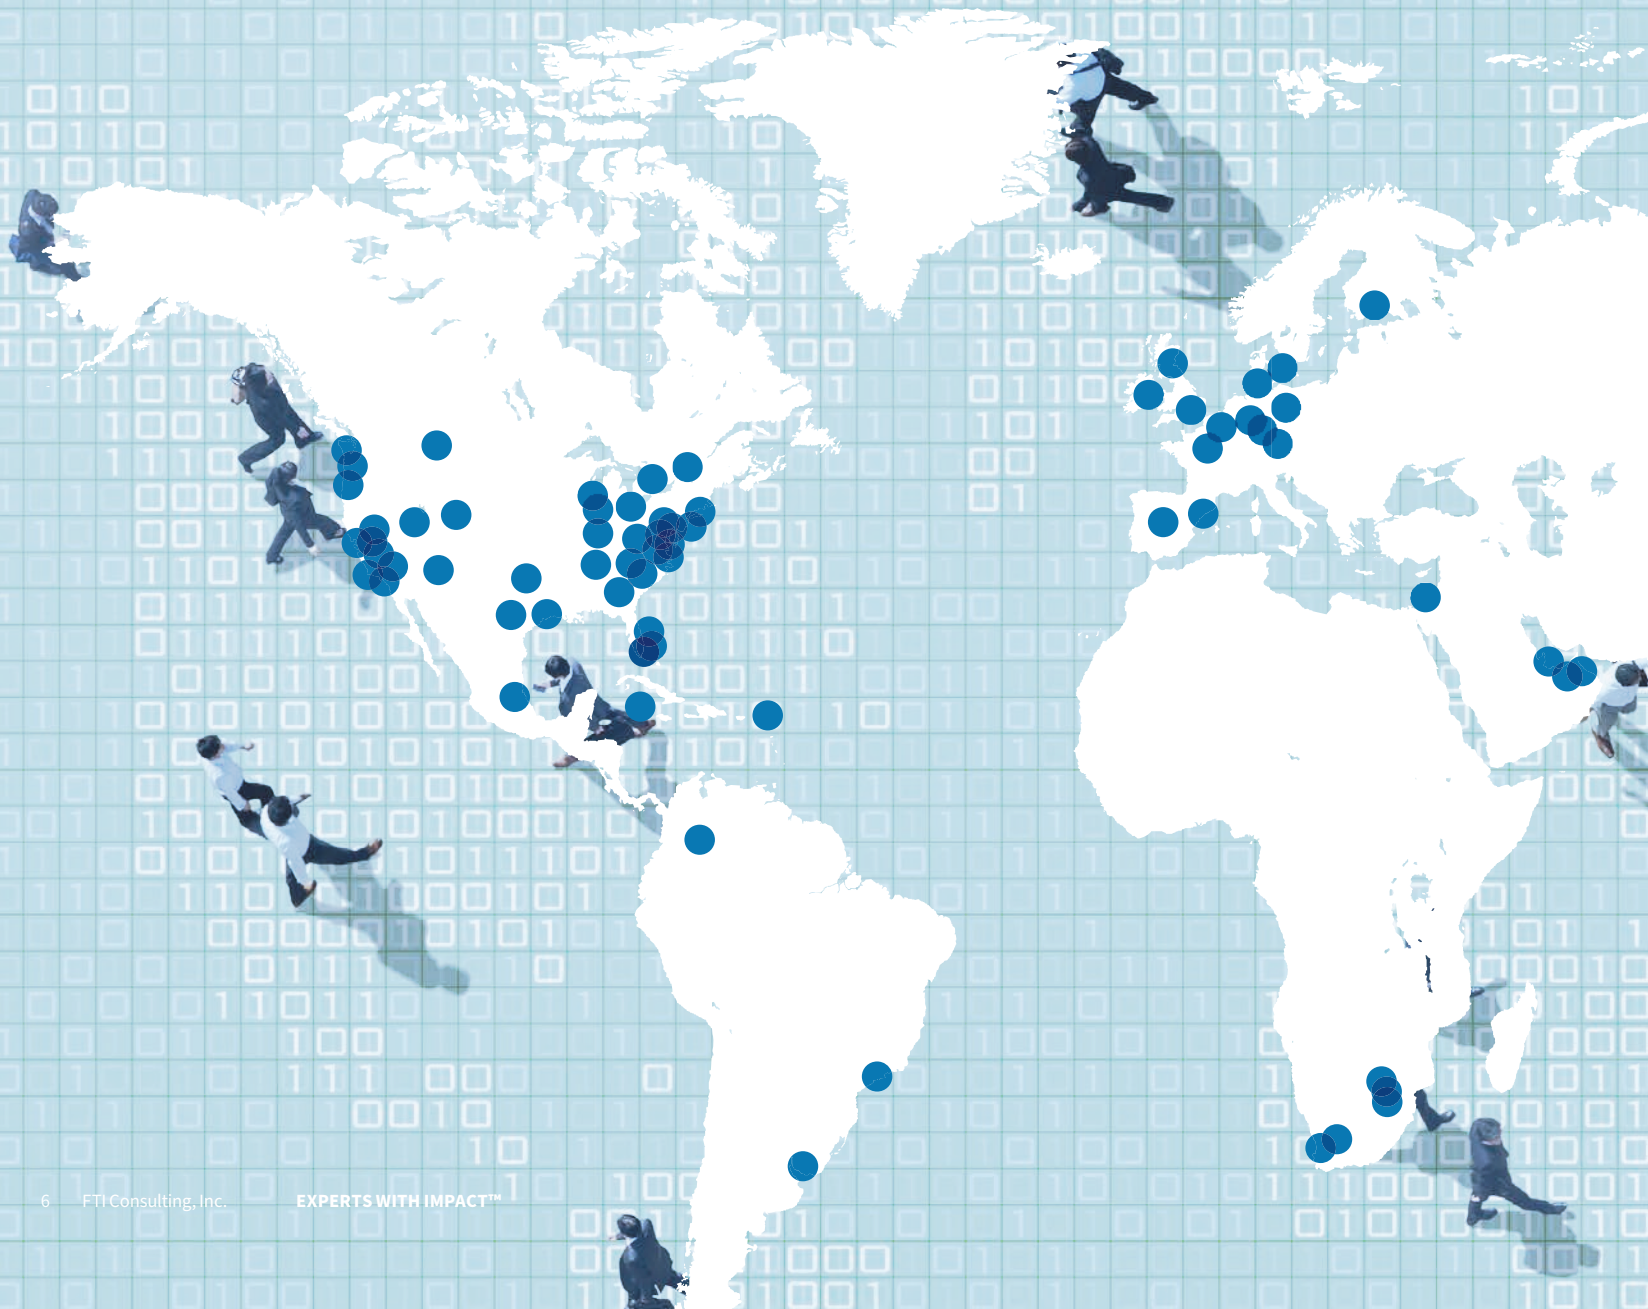 6 FTI Consulting, Inc. EXPERTS WITH IMPACT™